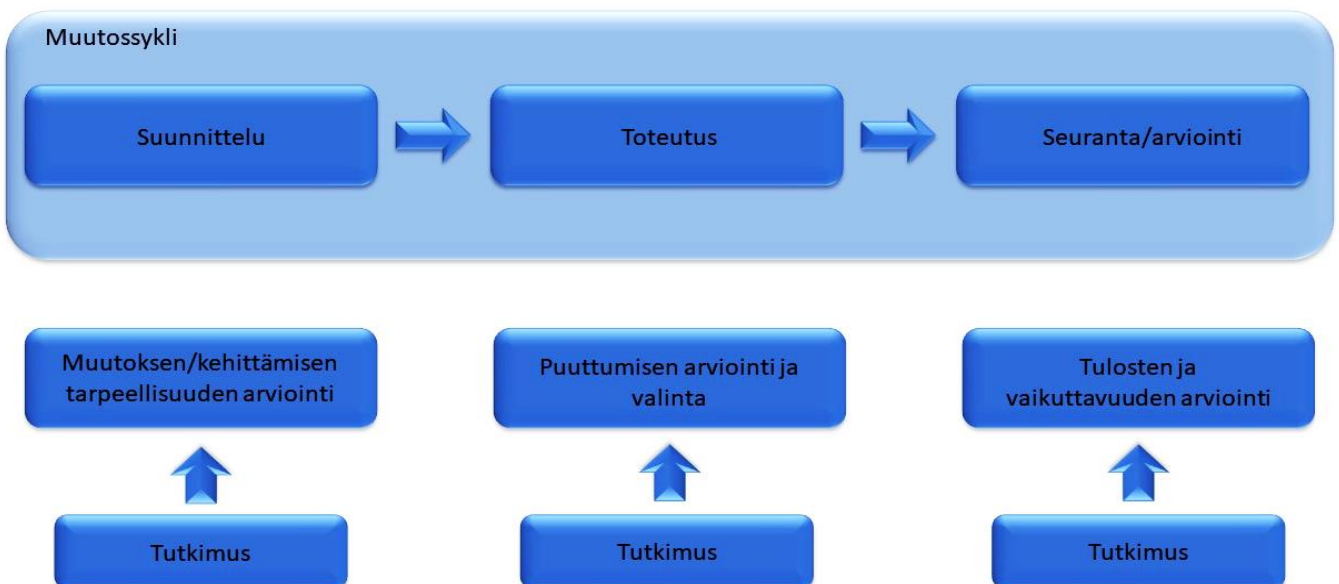 Muutossykli
Suunnittelu
Toteutus
Seuranta/arviointi
Muutoksen/kehittämisen
tarpeellisuuden arviointi
Puuttumisen arviointi ja
valinta
Tulosten ja
vaikuttavuuden arviointi
Tutkimus
Tutkimus
Tutkimus